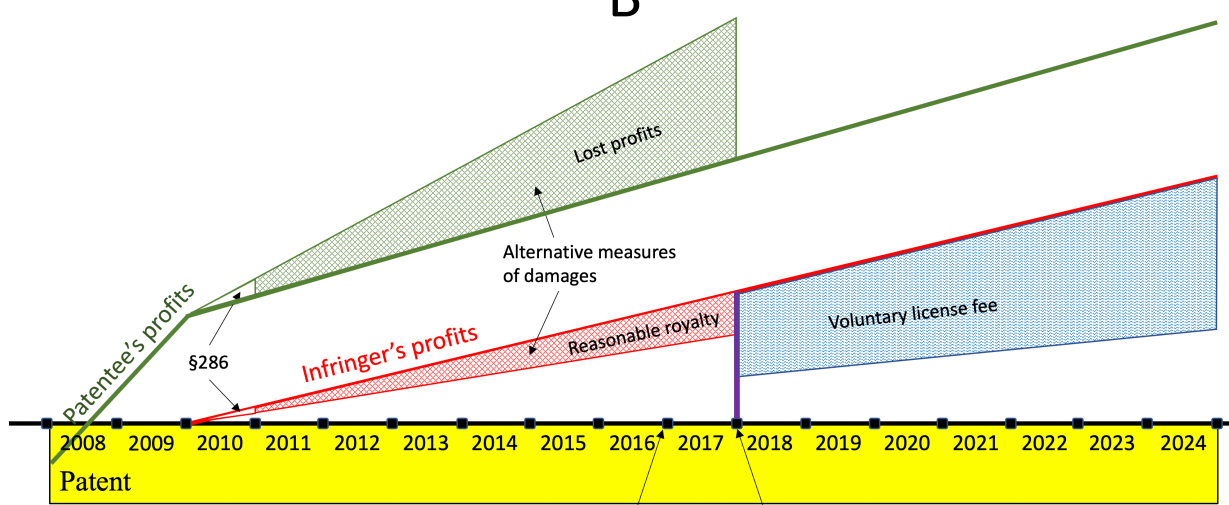 B
Lost profits
Alternative measures
of damages
Patentee's profits
§286
Infringer's profits
Reasonable royalty
Voluntary license fee
2008 2009 2010 2011 2012 2013 2014 2015 2016 2017 2018 2019 2020 2021 2022 2023 2024
Patent